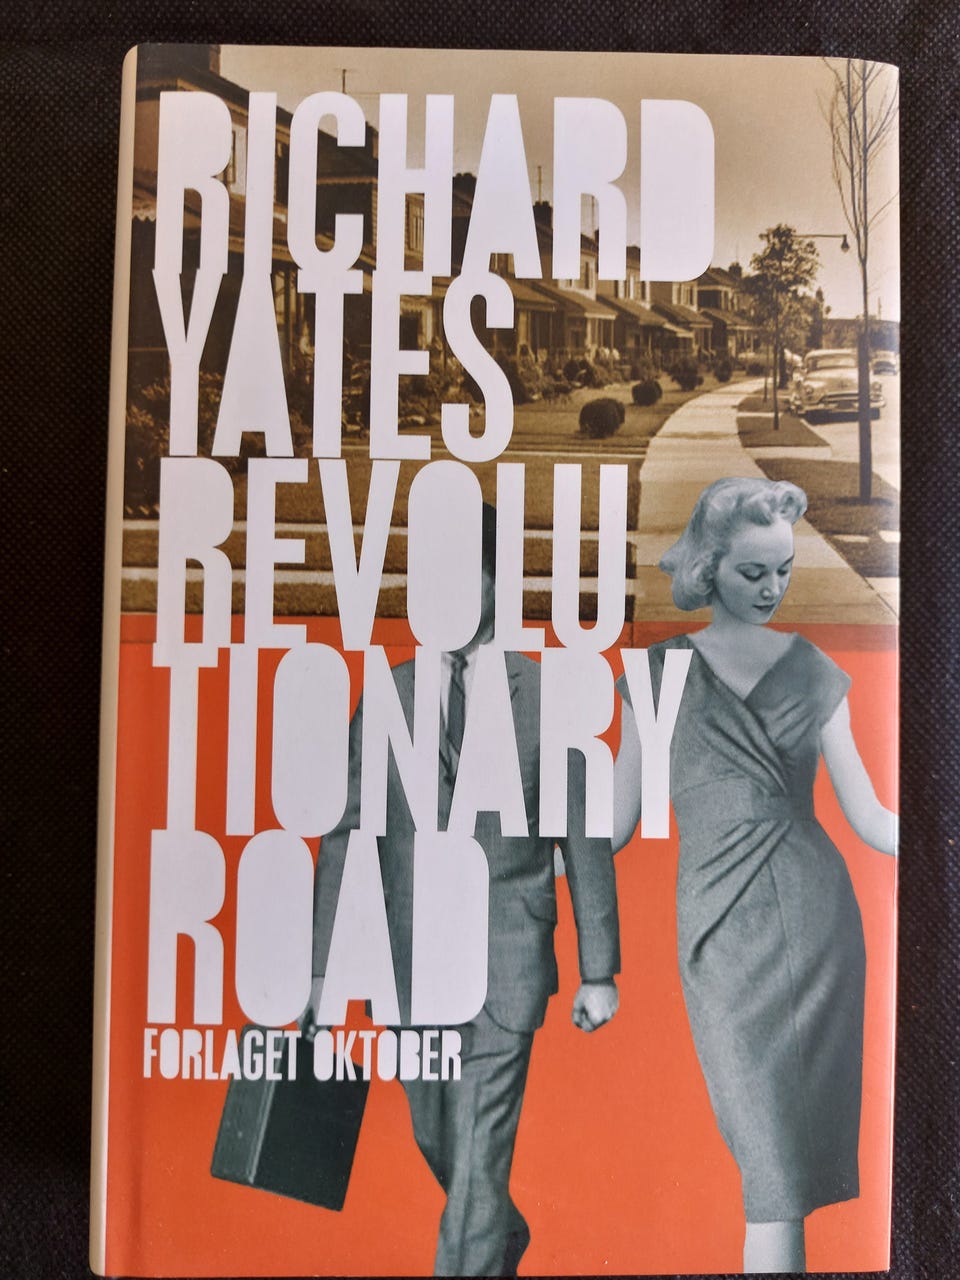 RICHARD
YATES
REVOLU
TIONARY
ROAD
FORLAGET OKTOBER